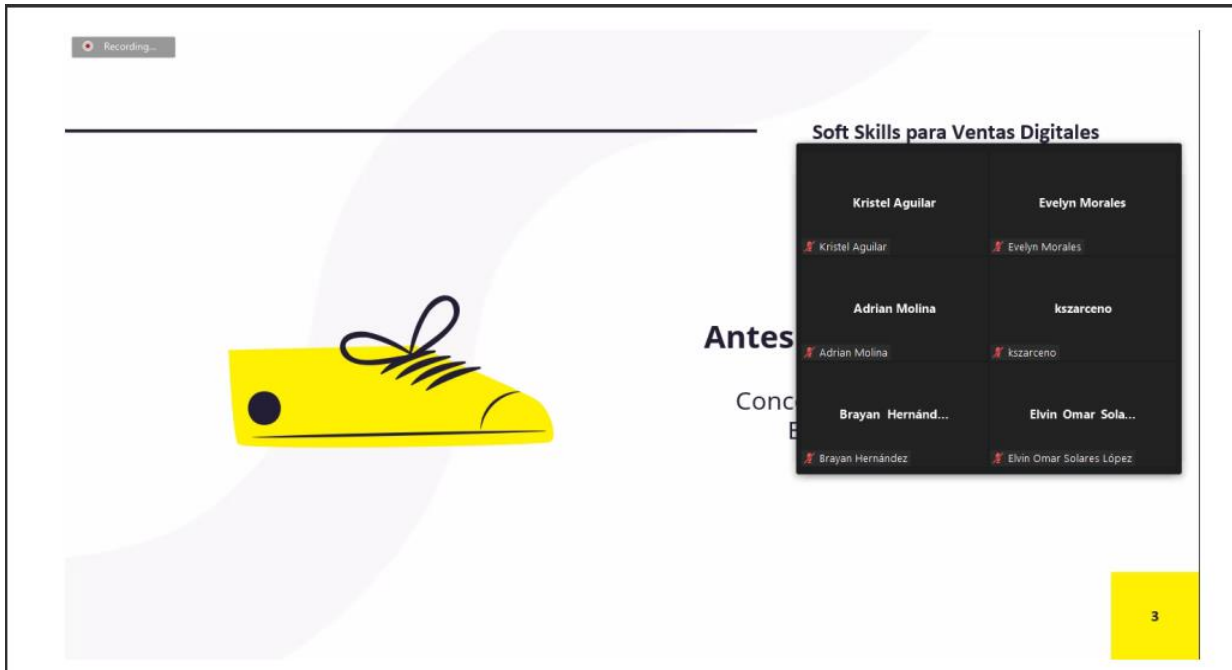 Recording...
Soft Skills para Ventas Digitales
Kristel Aguilar
Evelyn Morales
Kristel Aguilar
Evelyn Morales
Adrian Molina
kszarceno
Antes
Adrian Molina
kszarceno
Conc
Brayan Hernánd...
Elvin Omar Sola...
E
Brayan Hernández
Elvin Omar Solares López
3